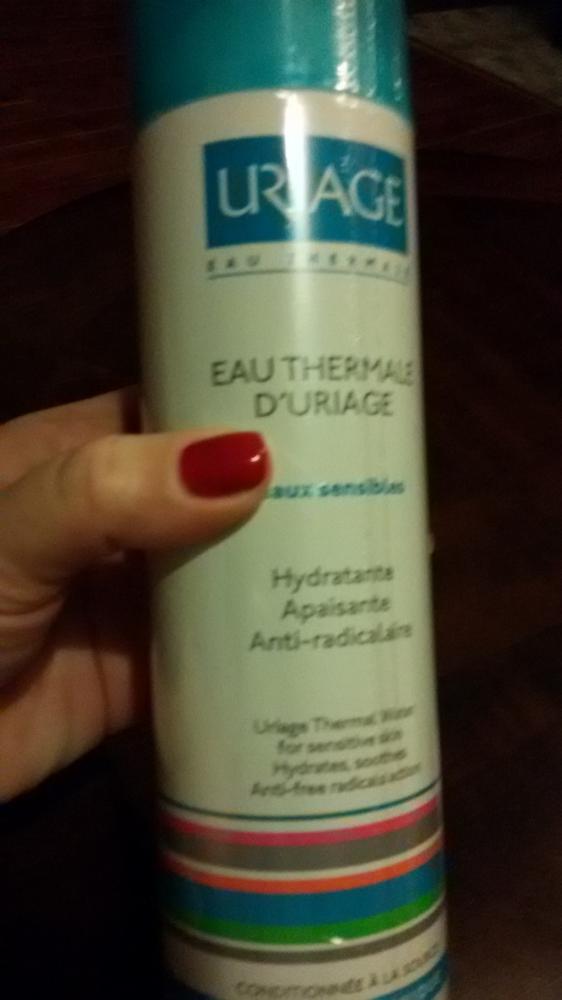 URIAGE
EAU THERMALE
EAU THERMALE
D'URIAGE
aux sensibles
Hydratante
Apaisante
Anti-radicalaire
Uriage Thermal Water
for sensitive skin
Hydrates, soothes
Anti-free radicals action
CONDITIONNÉE À LA SOURCE